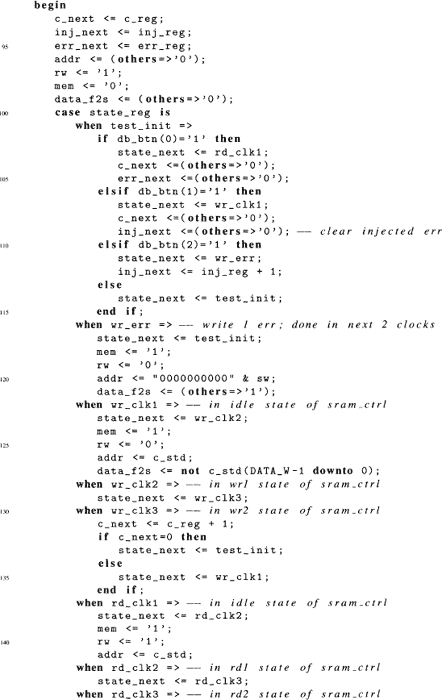 begin
c_next <= c_reg;
inj_next <= inj_reg;
95 err_next <= err_reg;
addr <= (others=>'0');
rw <= '1';
mem <= '0';
data_f2s <= (others=>'0');
100 case state_reg is
when test_init =>
if db_btn(0)='1' then
state_next <= rd_clk1;
c_next <=(others=>'0');
105 err_next <=(others=>'0');
elsif db_btn(1)='1' then
state_next <= wr_clk1;
c_next <=(others=>'0');
inj_next <=(others=>'0'); -- clear injected err
110 elsif db_btn(2)='1' then
state_next <= wr_err;
inj_next <= inj_reg + 1;
else
state_next <= test_init;
115 end if;
when wr_err => -- write 1 err; done in next 2 clocks
state_next <= test_init;
mem <= '1';
rw <= '0';
120 addr <= "0000000000" & sw;
data_f2s <= (others=>'1');
when wr_clk1 => -- in idle state of sram_ctrl
state_next <= wr_clk2;
mem <= '1';
125 rw <= '0';
addr <= c_std;
data_f2s <= not c_std(DATA_W-1 downto 0);
when wr_clk2 => -- in wr1 state of sram_ctrl
state_next <= wr_clk3;
130 when wr_clk3 => -- in wr2 state of sram_ctrl
c_next <= c_reg + 1;
if c_next=0 then
state_next <= test_init;
else
135 state_next <= wr_clk1;
end if;
when rd_clk1 => -- in idle state of sram_ctrl
state_next <= rd_clk2;
mem <= '1';
140 rw <= '1';
addr <= c_std;
when rd_clk2 => -- in rd1 state of sram_ctrl
state_next <= rd_clk3;
when rd_clk3 => -- in rd2 state of sram_ctrl